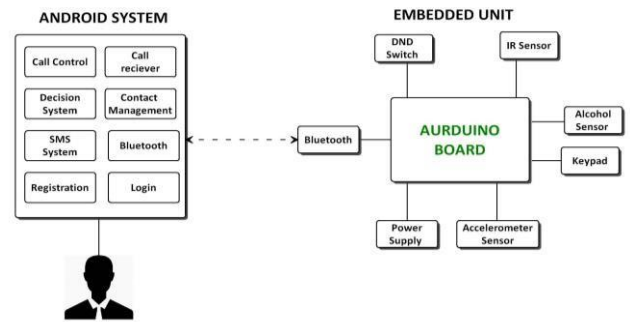 ANDROID SYSTEM
Call Control
Call
reciever
Decision
System
Contact
Management
SMS
System
Bluetooth
Registration
Login
Bluetooth
EMBEDDED UNIT
DND
Switch
IR Sensor
AURDUINO
BOARD
Alcohol
Sensor
Keypad
Power
Supply
Accelerometer
Sensor